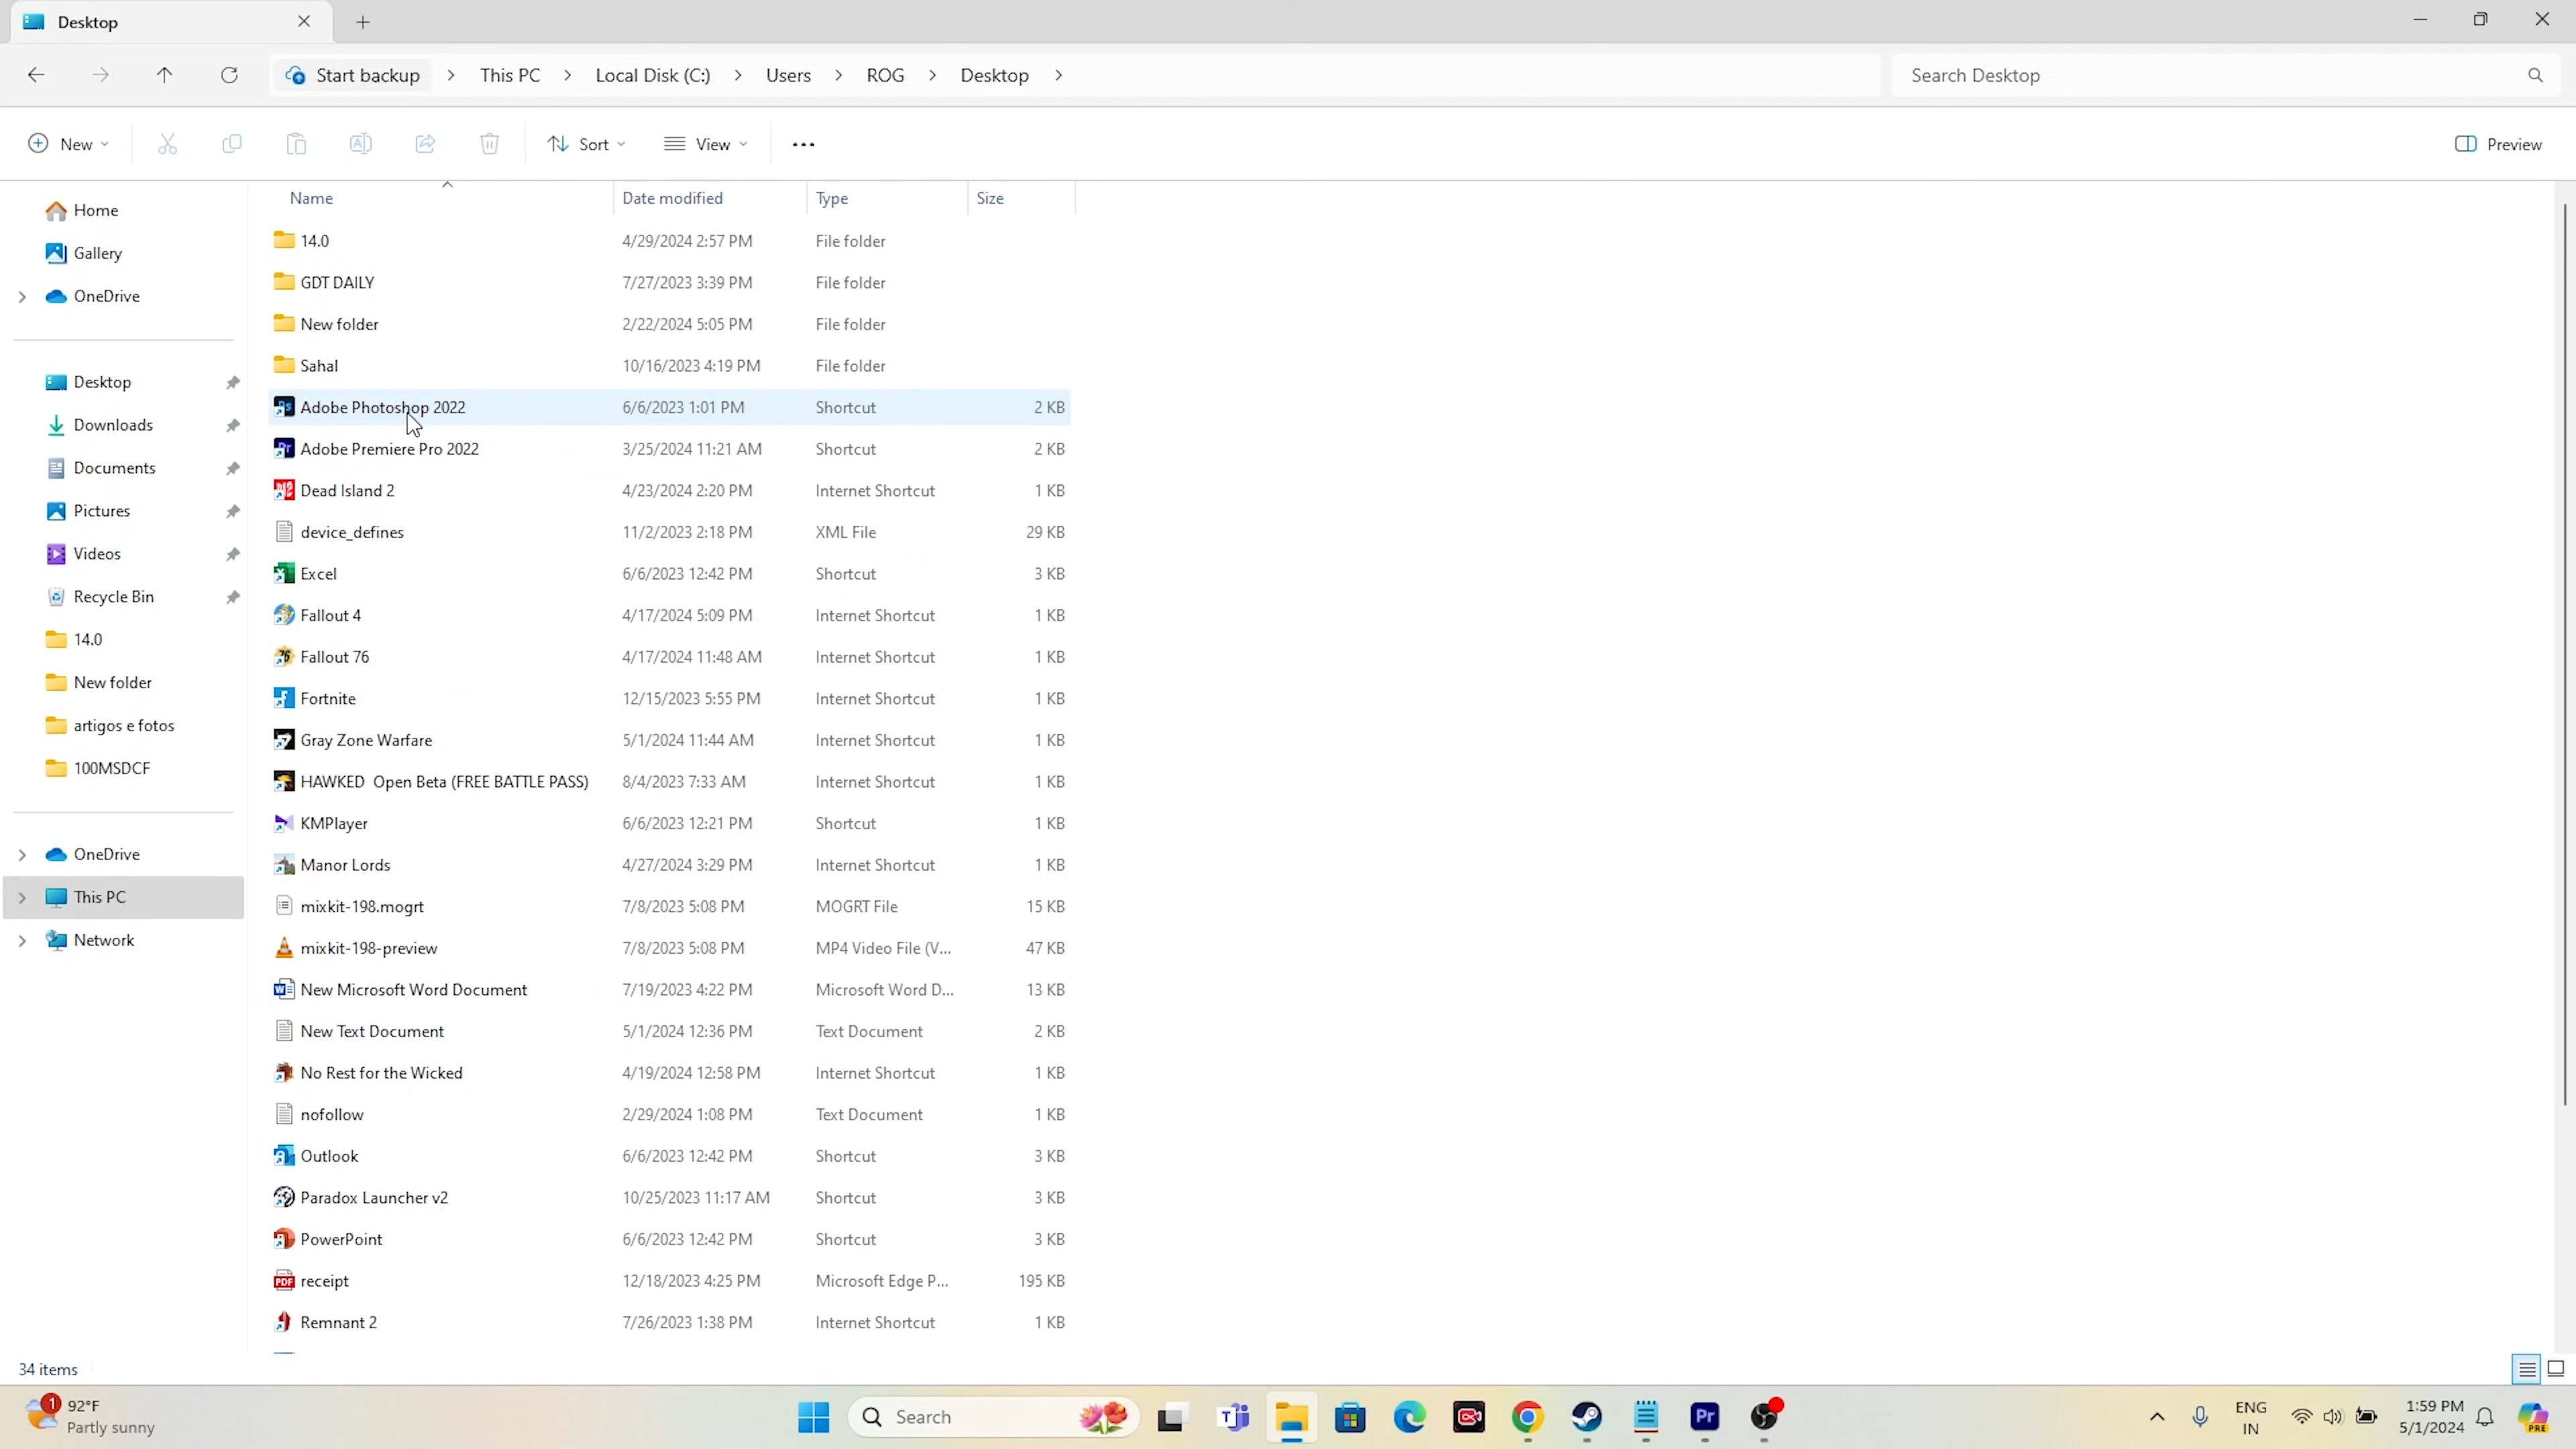 Desktop
Start backup > This PC > Local Disk (C:) > Users > ROG > Desktop >
Search Desktop
New
Sort
View
Preview
Home
Gallery
OneDrive
Desktop
Downloads
Documents
Pictures
Videos
Recycle Bin
14.0
New folder
artigos e fotos
100MSDCF
OneDrive
This PC
Network
Name Date modified Type Size
14.0 4/29/2024 2:57 PM File folder
GDT DAILY 7/27/2023 3:39 PM File folder
New folder 2/22/2024 5:05 PM File folder
Sahal 10/16/2023 4:19 PM File folder
Adobe Photoshop 2022 6/6/2023 1:01 PM Shortcut 2 KB
Adobe Premiere Pro 2022 3/25/2024 11:21 AM Shortcut 2 KB
Dead Island 2 4/23/2024 2:20 PM Internet Shortcut 1 KB
device_defines 11/2/2023 2:18 PM XML File 29 KB
Excel 6/6/2023 12:42 PM Shortcut 3 KB
Fallout 4 4/17/2024 5:09 PM Internet Shortcut 1 KB
Fallout 76 4/17/2024 11:48 AM Internet Shortcut 1 KB
Fortnite 12/15/2023 5:55 PM Internet Shortcut 1 KB
Gray Zone Warfare 5/1/2024 11:44 AM Internet Shortcut 1 KB
HAWKED  Open Beta (FREE BATTLE PASS) 8/4/2023 7:33 AM Internet Shortcut 1 KB
KMPlayer 6/6/2023 12:21 PM Shortcut 1 KB
Manor Lords 4/27/2024 3:29 PM Internet Shortcut 1 KB
mixkit-198.mogrt 7/8/2023 5:08 PM MOGRT File 15 KB
mixkit-198-preview 7/8/2023 5:08 PM MP4 Video File (V... 47 KB
New Microsoft Word Document 7/19/2023 4:22 PM Microsoft Word D... 13 KB
New Text Document 5/1/2024 12:36 PM Text Document 2 KB
No Rest for the Wicked 4/19/2024 12:58 PM Internet Shortcut 1 KB
nofollow 2/29/2024 1:08 PM Text Document 1 KB
Outlook 6/6/2023 12:42 PM Shortcut 3 KB
Paradox Launcher v2 10/25/2023 11:17 AM Shortcut 3 KB
PowerPoint 6/6/2023 12:42 PM Shortcut 3 KB
receipt 12/18/2023 4:25 PM Microsoft Edge P... 195 KB
Remnant 2 7/26/2023 1:38 PM Internet Shortcut 1 KB
34 items
1
92°F
Partly sunny
Search
ENG
IN
1:59 PM
5/1/2024
PRE